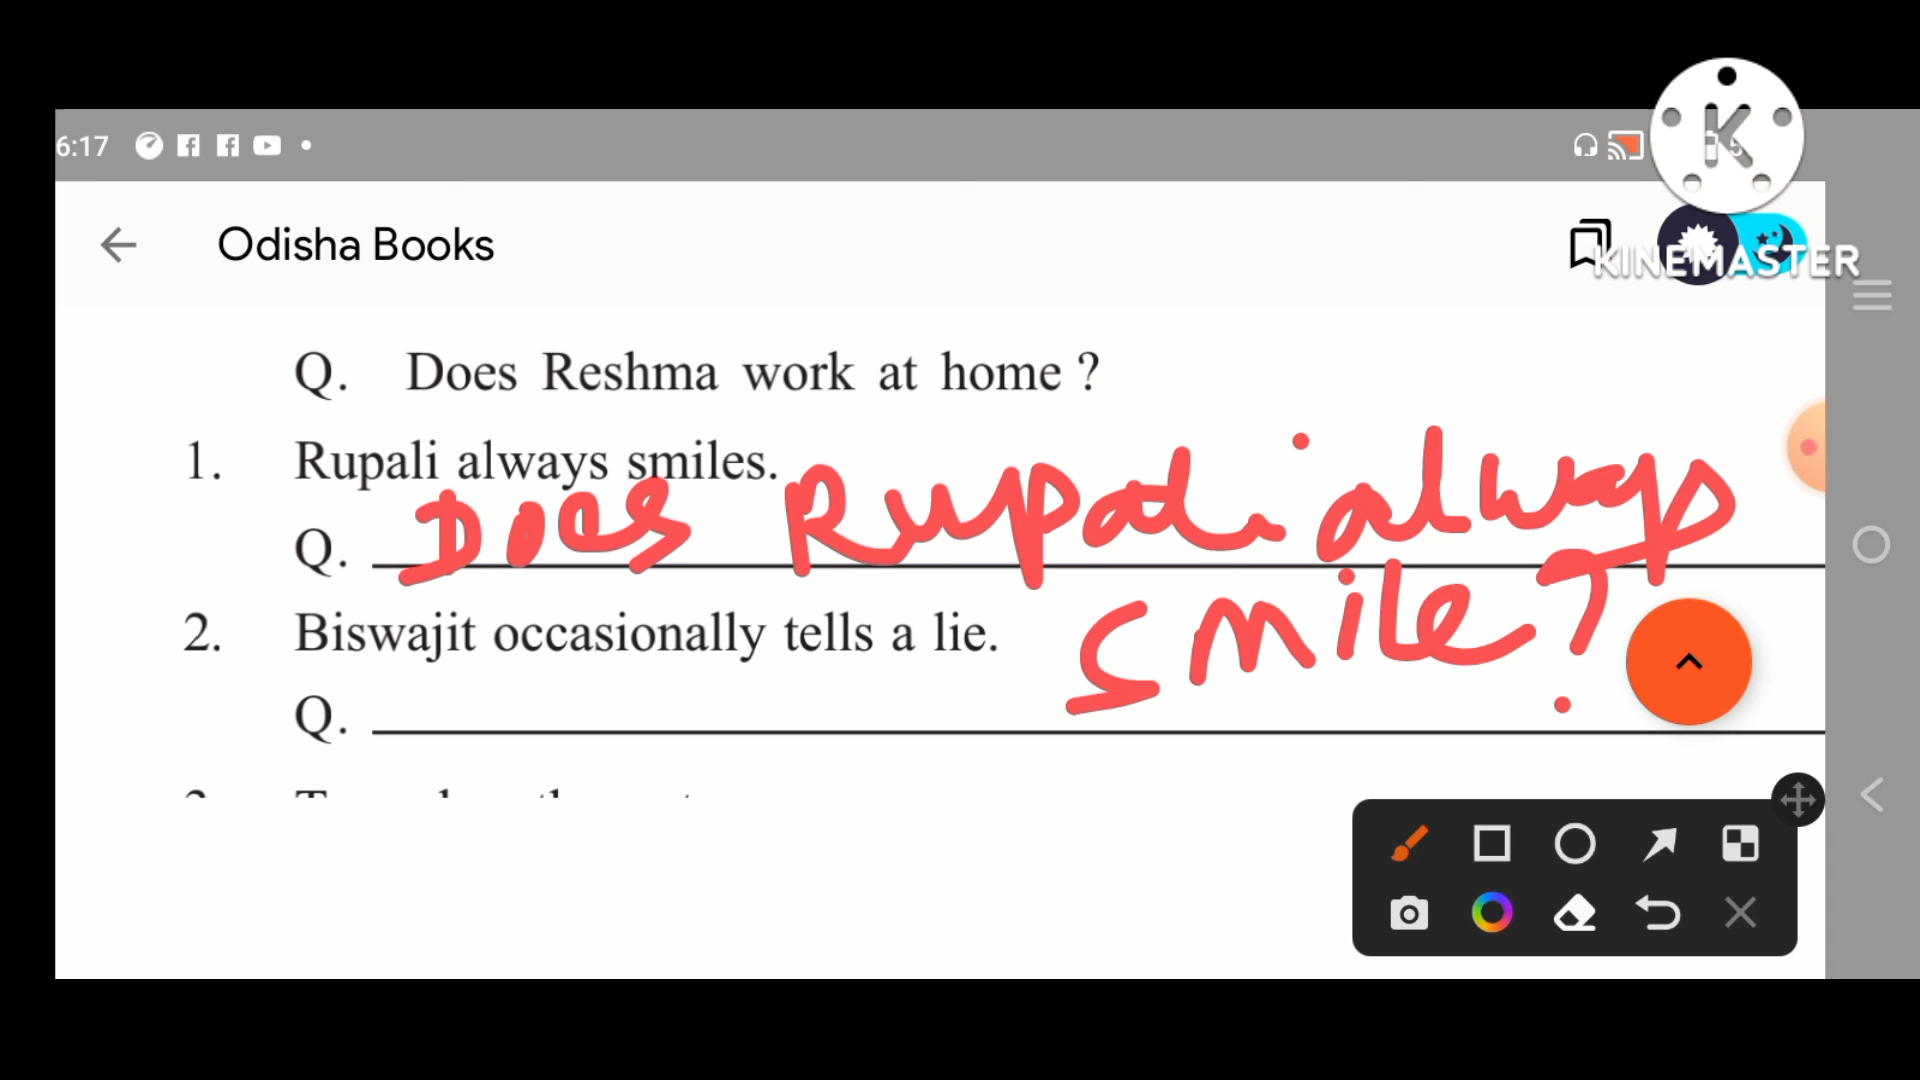 6:17
Odisha Books
KINEMASTER
Q. Does Reshma work at home ?
1. Rupali always smiles.
Q. Does Rupali always
smile?
2. Biswajit occasionally tells a lie.
Q.